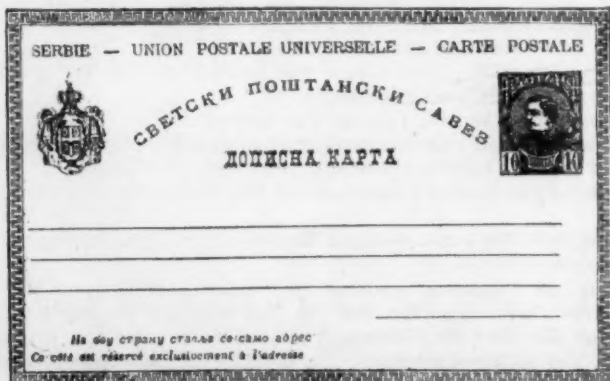 SERBIE — UNION POSTALE UNIVERSELLE — CARTE POSTALE
СВЕТСКИ ПОШТАНСКИ САВЕЗ
ДОПИСНА КАРТА
10 10
На ову страну ставља се само адрес
Ce côté est réservé exclusivement à l'adresse